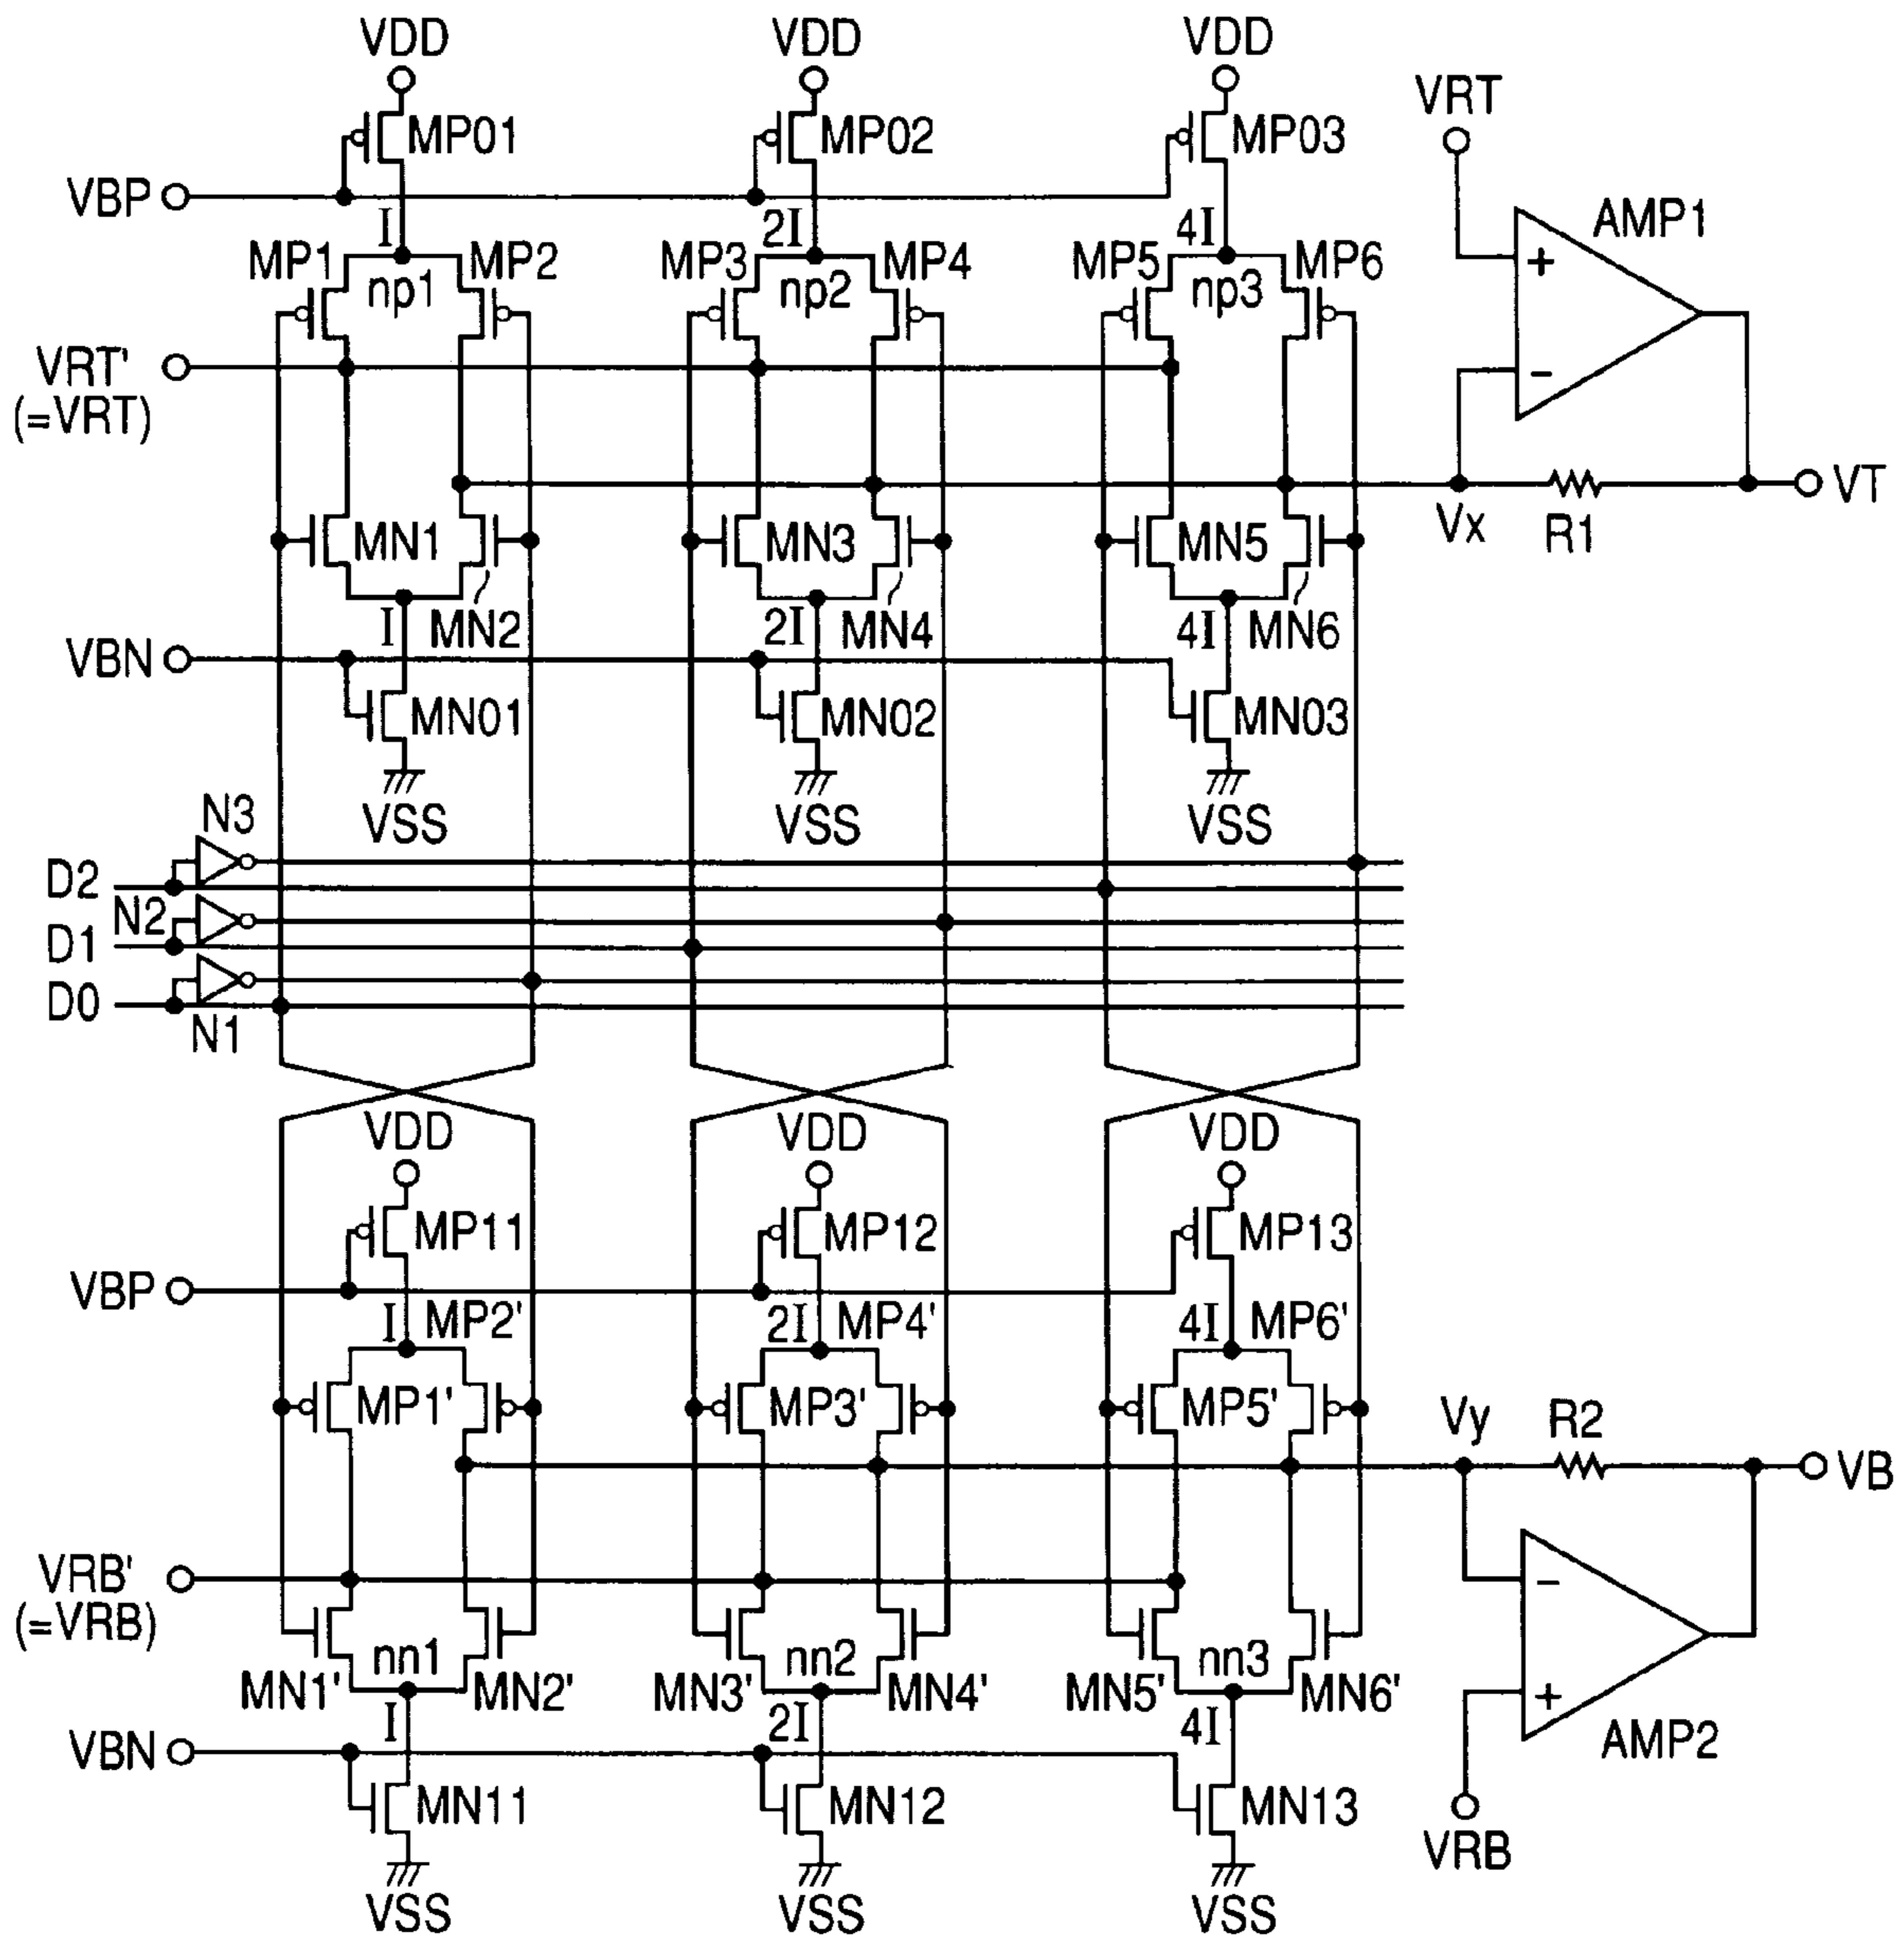 VDD VDD VDD
VRT
MP01 MP02 MP03
VBP
AMP1
I 2I 4I
MP1 MP2 MP3 MP4 MP5 MP6
np1 np2 np3
+
VRT'
(=VRT)
−
VT
Vx R1
MN1 MN3 MN5
I MN2 2I MN4 4I MN6
VBN
MN01 MN02 MN03
VSS VSS VSS
N3
D2
N2
D1
D0
N1
VDD VDD VDD
MP11 MP12 MP13
VBP
I MP2' 2I MP4' 4I MP6'
MP1' MP3' MP5'
Vy R2
VB
VRB'
(=VRB)
−
nn1 nn2 nn3
MN1' MN2' MN3' MN4' MN5' MN6'
+
I 2I 4I
AMP2
VBN
MN11 MN12 MN13
VRB
VSS VSS VSS